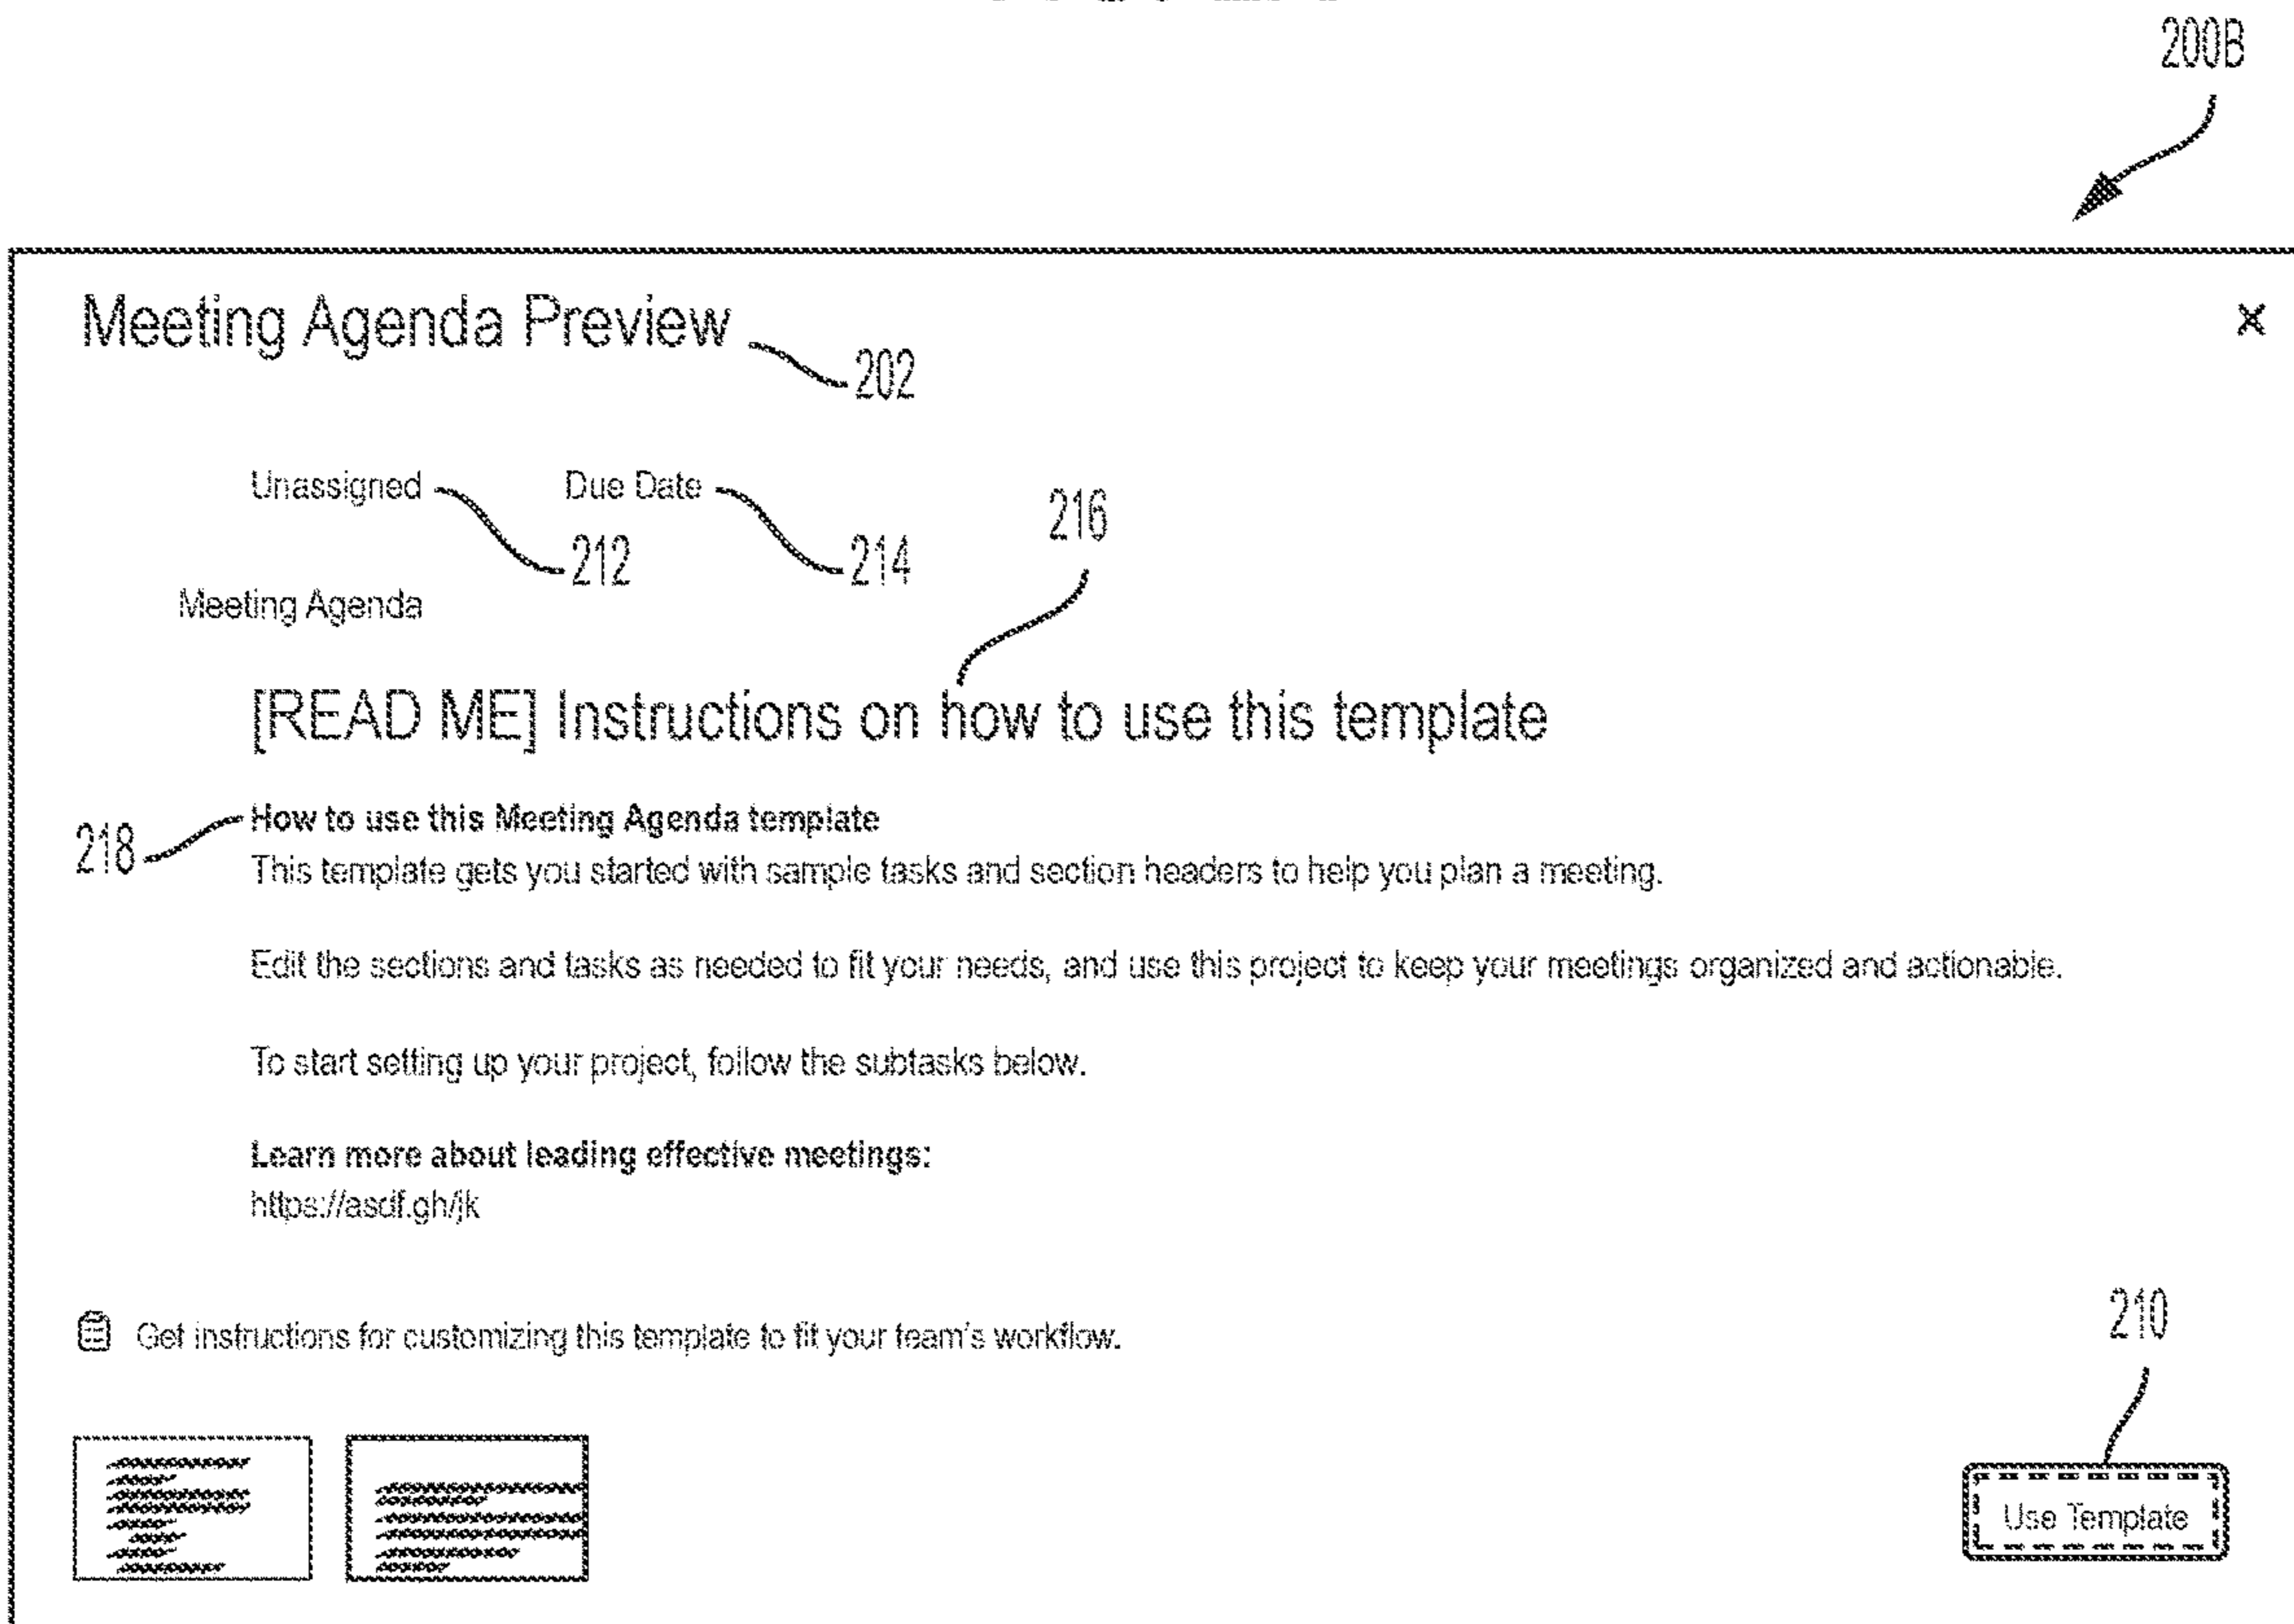 200B
Meeting Agenda Preview
×
202
Unassigned
Due Date
216
212
214
Meeting Agenda
[READ ME] Instructions on how to use this template
How to use this Meeting Agenda template
218
This template gets you started with sample tasks and section headers to help you plan a meeting.
Edit the sections and tasks as needed to fit your needs, and use this project to keep your meetings organized and actionable.
To start setting up your project, follow the subtasks below.
Learn more about leading effective meetings:
https://asdf.gh/jk
210
Get instructions for customizing this template to fit your team's workflow.
Use Template